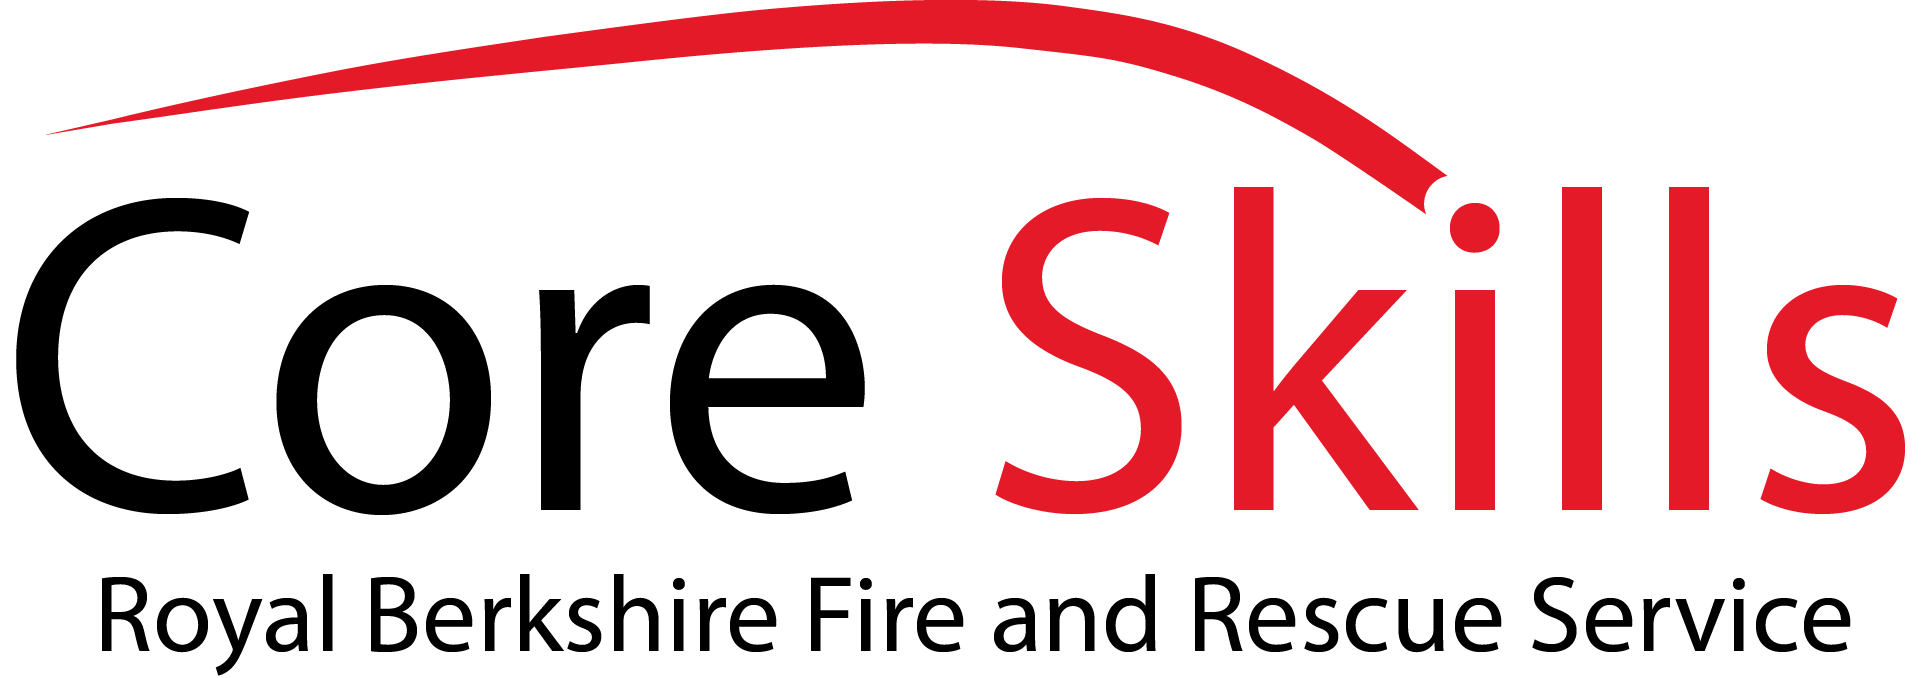 Core Skills
Royal Berkshire Fire and Rescue Service